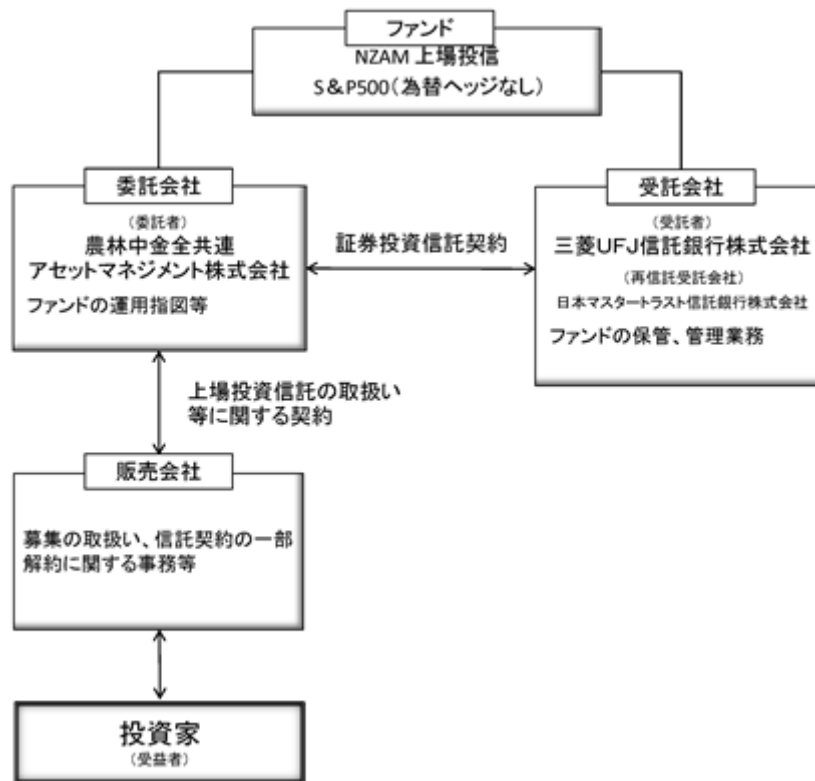 ファンド
NZAM 上場投信
S&P500(為替ヘッジなし)
委託会社
(委託者)
農林中金全共連
アセットマネジメント株式会社
ファンドの運用指図等
証券投資信託契約
受託会社
(受託者)
三菱UFJ信託銀行株式会社
(再信託受託会社)
日本マスタートラスト信託銀行株式会社
ファンドの保管、管理業務
上場投資信託の取扱い
等に関する契約
販売会社
募集の取扱い、信託契約の一部
解約に関する事務等
投資家
(受益者)